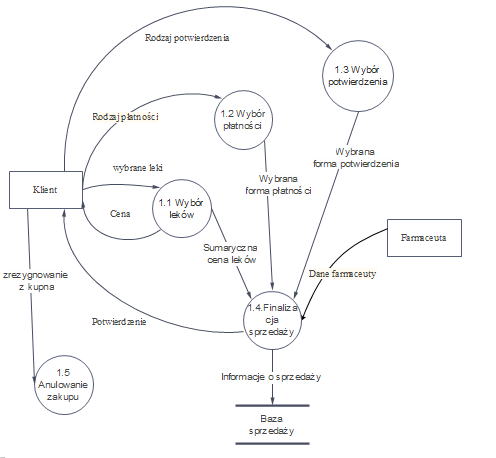 Rodzaj potwierdzenia
1.3 Wybór
potwierdzenia
Rodzaj płatności
1.2 Wybór
płatności
Wybrana
forma potwierdzenia
wybrane leki
Klient
Wybrana
forma płatności
1.1 Wybór
leków
Cena
Farmaceuta
Sumaryczna
cena leków
zrezygnowanie
z kupna
Dane farmaceuty
1.4.Finaliza
cja
sprzedaży
Potwierdzenie
1.5
Anulowanie
zakupu
Informacje o sprzedaży
Baza
sprzedaży